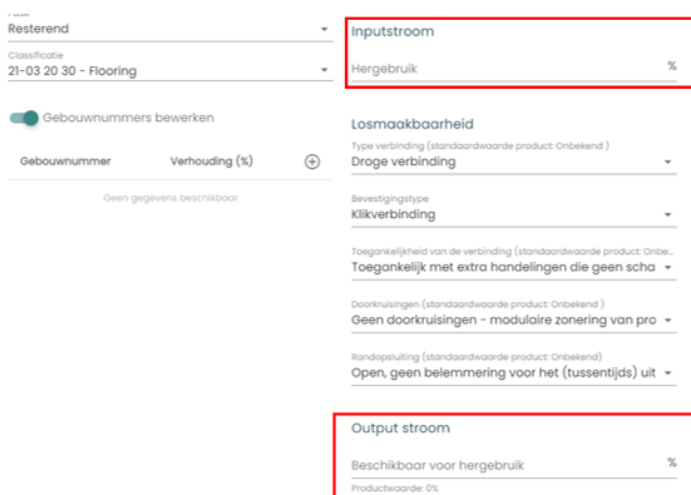 Fase
Resterend
Classificatie
21-03 20 30 - Flooring
Gebouwnummers bewerken
Gebouwnummer Verhouding (%)
Geen gegevens beschikbaar
Inputstroom
Hergebruik %
Losmaakbaarheid
Type verbinding (standaardwaarde product: Onbekend )
Droge verbinding
Bevestigingstype
Klikverbinding
Toegankelijkheid van de verbinding (standaardwaarde product: Onbe...
Toegankelijk met extra handelingen die geen scha
Doorkruisingen (standaardwaarde product: Onbekend )
Geen doorkruisingen - modulaire zonering van pro
Randopsluiting (standaardwaarde product: Onbekend)
Open, geen belemmering voor het (tussentijds) uit
Output stroom
Beschikbaar voor hergebruik %
Productwaarde: 0%